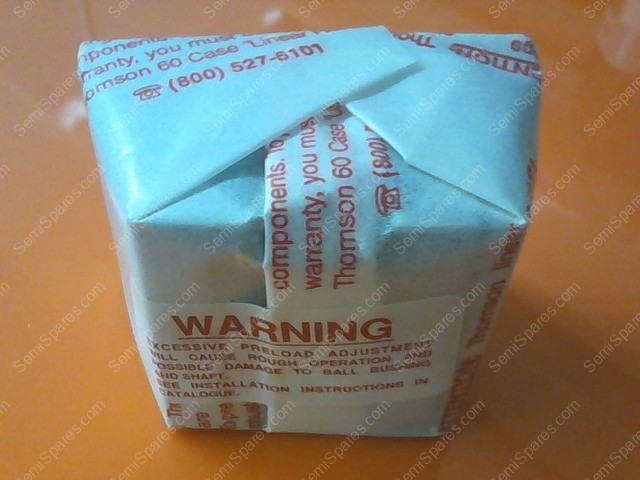 components.
warranty, you must
Thomson 60 Case "Linear
☎ (800) 527-6101
components.
warranty, you must
Thomson 60 Case
☎ (800)
WARNING
EXCESSIVE PRELOAD ADJUSTMENT
WILL CAUSE ROUGH OPERATION AND
POSSIBLE DAMAGE TO BALL BUSHING
AND SHAFT.
SEE INSTALLATION INSTRUCTIONS IN
CATALOGUE.
Thomson
SemiSpares.com